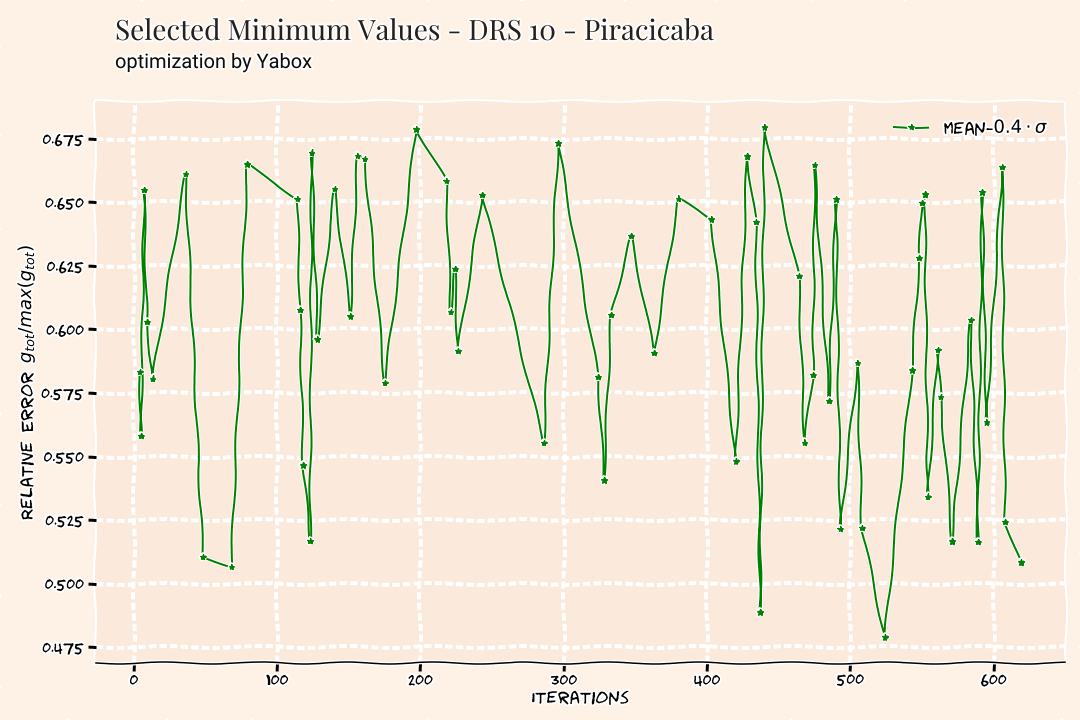 Selected Minimum Values - DRS 10 - Piracicaba
optimization by Yabox
MEAN-0.4 · σ
RELATIVE ERROR g_tot/max(g_tot)
0.675
0.650
0.625
0.600
0.575
0.550
0.525
0.500
0.475
0 100 200 300 400 500 600
ITERATIONS